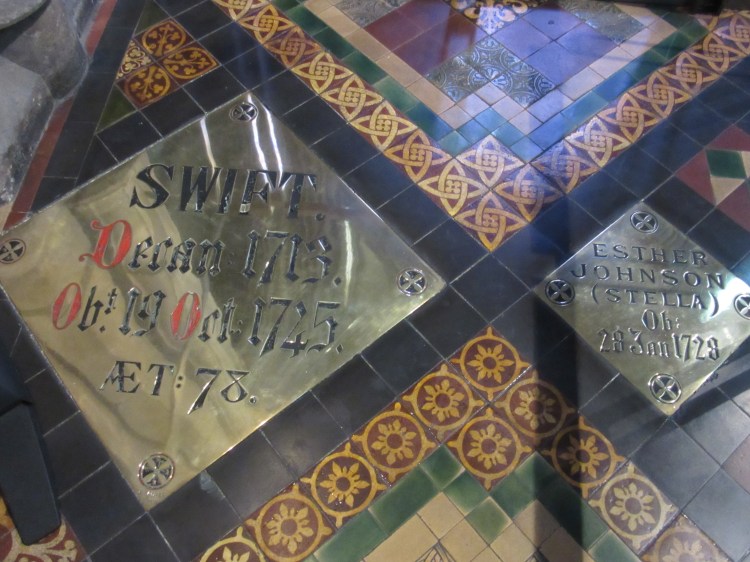 SWIFT.
Decan: 1713.
Obᵗ: 19 Oct: 1745.
ÆT: 78.
ESTHER
JOHNSON
(STELLA)
Ob:
28 Jan 1728